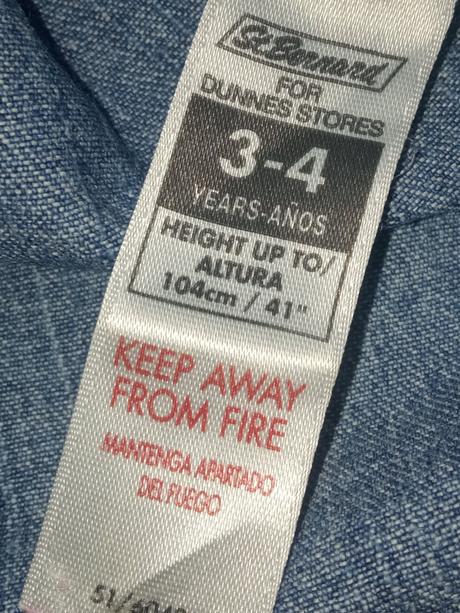 St Bernard
FOR
DUNNES STORES
3-4
YEARS-AÑOS
HEIGHT UP TO/
ALTURA
104cm / 41"
KEEP AWAY
FROM FIRE
MANTENGA APARTADO
DEL FUEGO